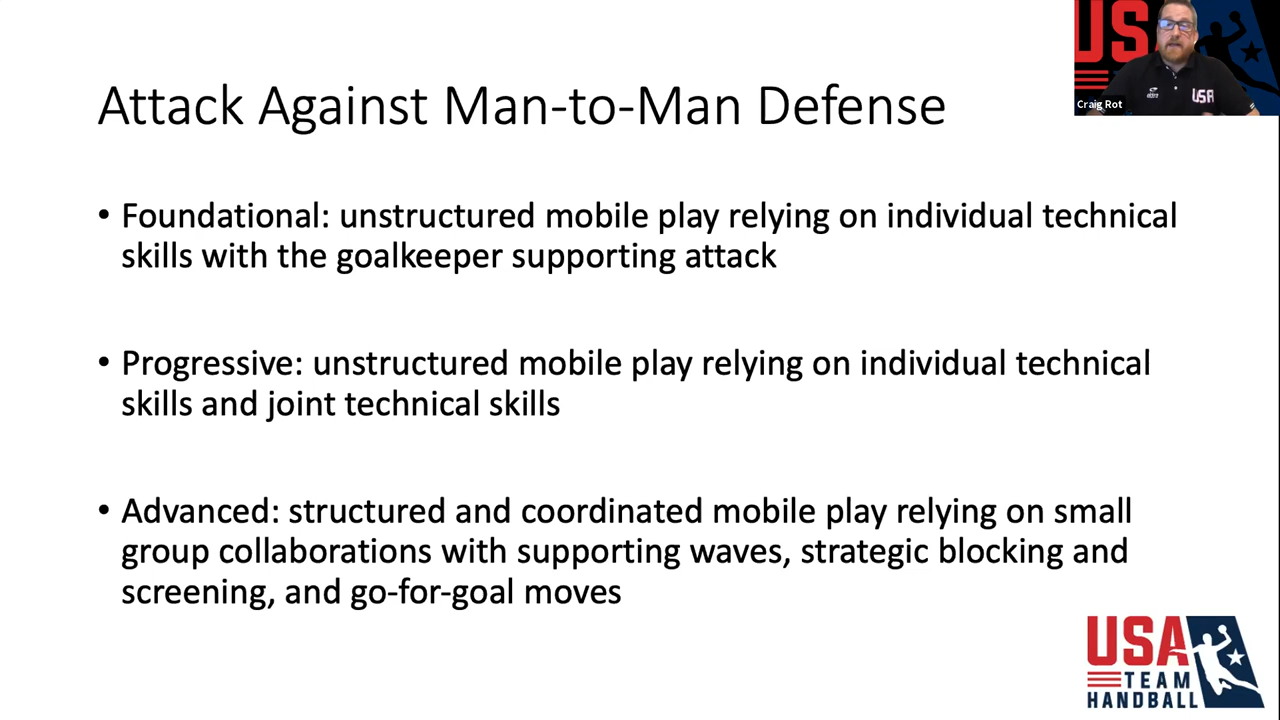 USA
USA
Craig Rot
Attack Against Man-to-Man Defense
• Foundational: unstructured mobile play relying on individual technical
skills with the goalkeeper supporting attack
• Progressive: unstructured mobile play relying on individual technical
skills and joint technical skills
• Advanced: structured and coordinated mobile play relying on small
group collaborations with supporting waves, strategic blocking and
screening, and go-for-goal moves
USA
TEAM
HANDBALL